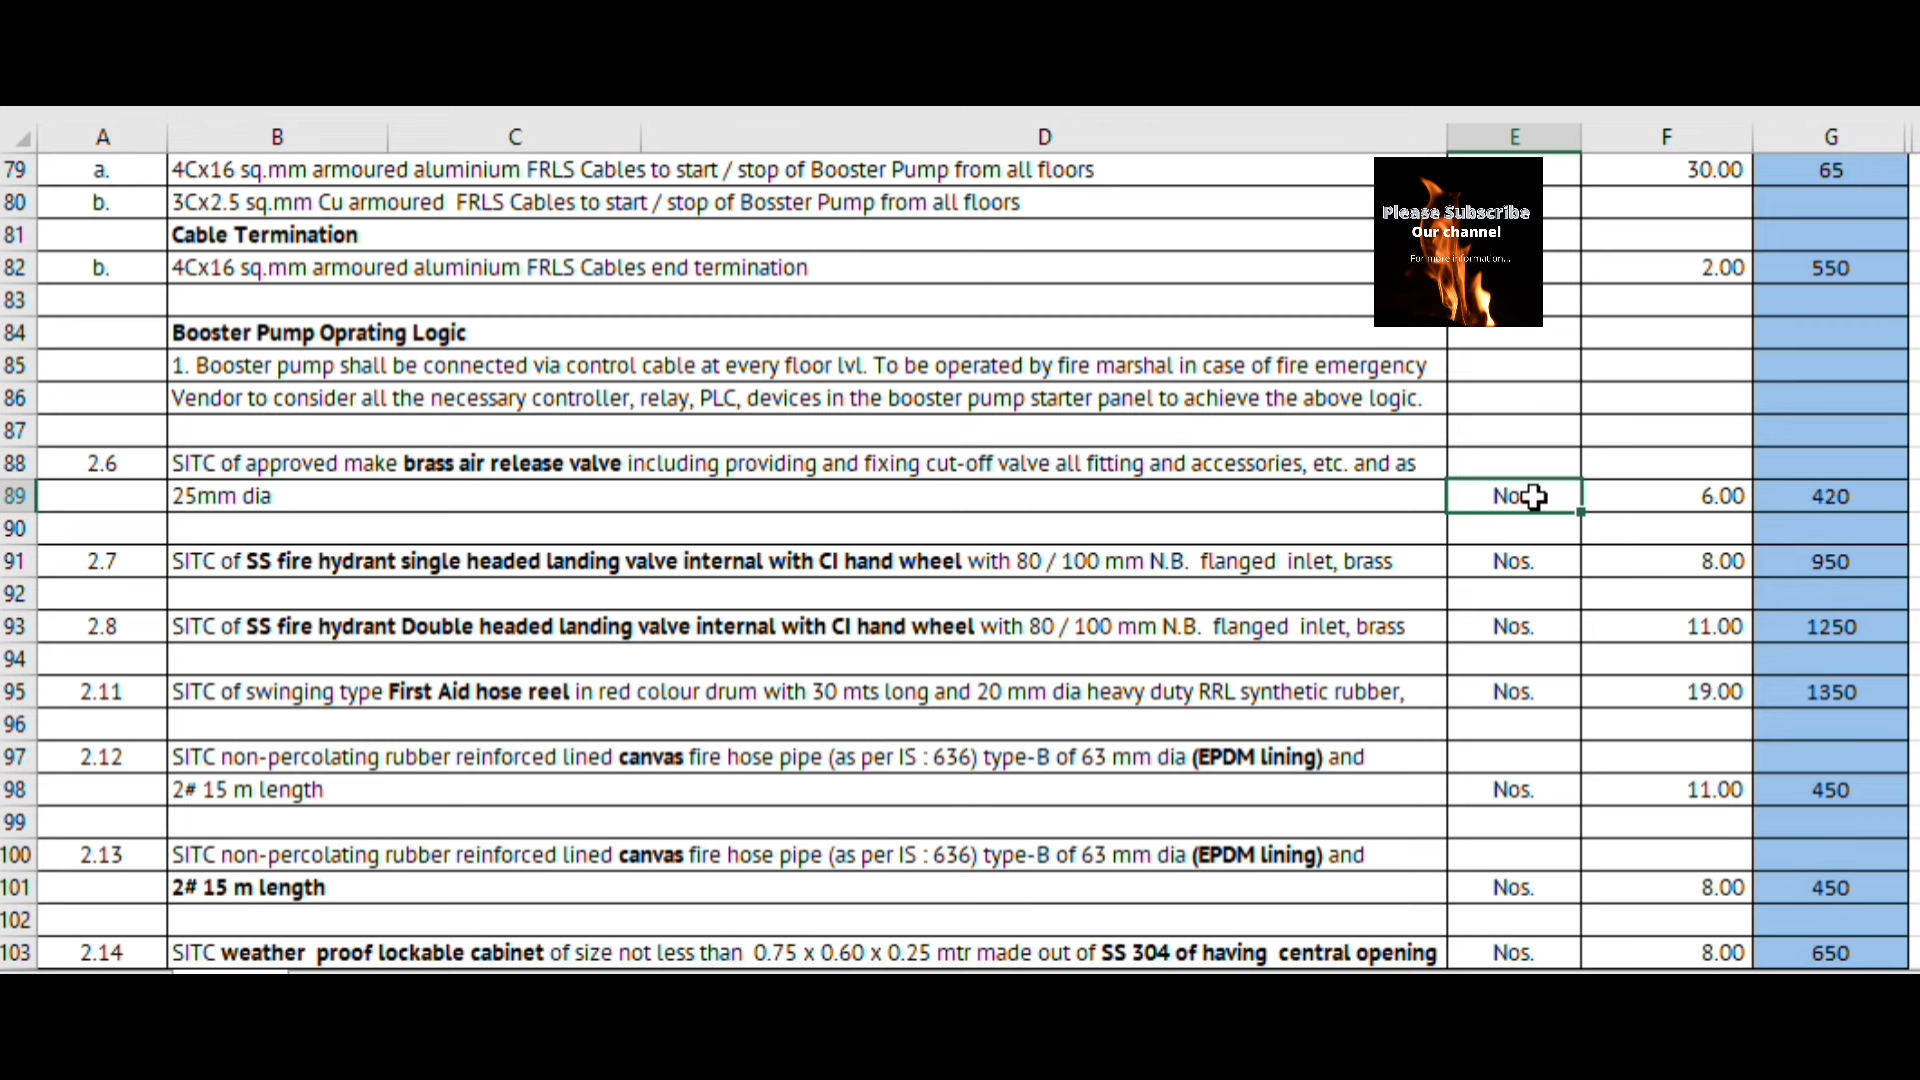 A B C D E F G
79 a. 4Cx16 sq.mm armoured aluminium FRLS Cables to start / stop of Booster Pump from all floors 30.00 65
80 b. 3Cx2.5 sq.mm Cu armoured FRLS Cables to start / stop of Bosster Pump from all floors
Please Subscribe
Our channel
For more information...
81 Cable Termination
82 b. 4Cx16 sq.mm armoured aluminium FRLS Cables end termination 2.00 550
83
84 Booster Pump Oprating Logic
85 1. Booster pump shall be connected via control cable at every floor lvl. To be operated by fire marshal in case of fire emergency
86 Vendor to consider all the necessary controller, relay, PLC, devices in the booster pump starter panel to achieve the above logic.
87
88 2.6 SITC of approved make brass air release valve including providing and fixing cut-off valve all fitting and accessories, etc. and as
89 25mm dia 6.00 420
90
91 2.7 SITC of SS fire hydrant single headed landing valve internal with CI hand wheel with 80 / 100 mm N.B. flanged inlet, brass Nos. 8.00 950
92
93 2.8 SITC of SS fire hydrant Double headed landing valve internal with CI hand wheel with 80 / 100 mm N.B. flanged inlet, brass Nos. 11.00 1250
94
95 2.11 SITC of swinging type First Aid hose reel in red colour drum with 30 mts long and 20 mm dia heavy duty RRL synthetic rubber, Nos. 19.00 1350
96
97 2.12 SITC non-percolating rubber reinforced lined canvas fire hose pipe (as per IS : 636) type-B of 63 mm dia (EPDM lining) and
98 2# 15 m length Nos. 11.00 450
99
100 2.13 SITC non-percolating rubber reinforced lined canvas fire hose pipe (as per IS : 636) type-B of 63 mm dia (EPDM lining) and
101 2# 15 m length Nos. 8.00 450
102
103 2.14 SITC weather proof lockable cabinet of size not less than 0.75 x 0.60 x 0.25 mtr made out of SS 304 of having central opening Nos. 8.00 650